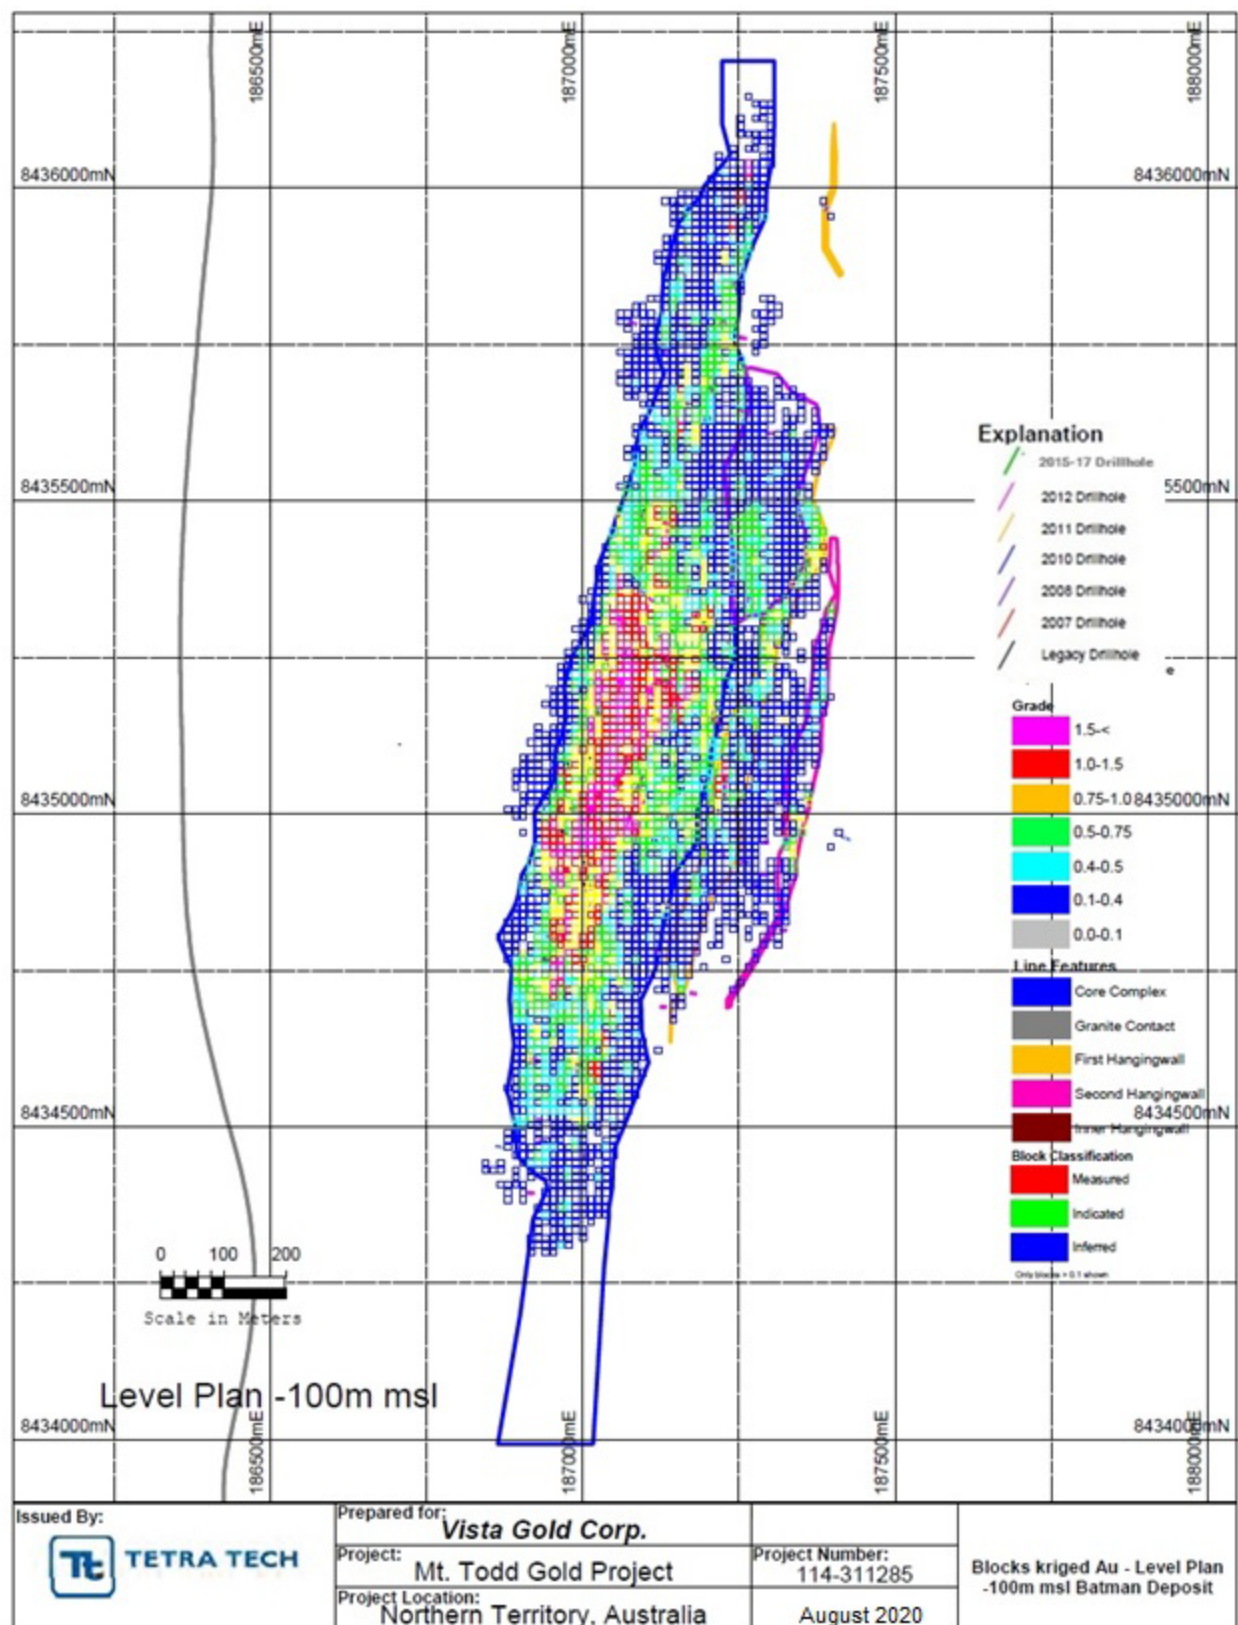 186500mE
187000mE
187500mE
188000mE
8436000mN
8436000mN
Explanation
2015-17 Drillhole
8435500mN
5500mN
2012 Drillhole
2011 Drillhole
2010 Drillhole
2008 Drillhole
2007 Drillhole
Legacy Drillhole
e
Grade
1.5-<
1.0-1.5
8435000mN
0.75-1.0
8435000mN
0.5-0.75
0.4-0.5
0.1-0.4
0.0-0.1
Line Features
Core Complex
Granite Contact
First Hangingwall
Second Hangingwall
8434500mN
8434500mN
Inner Hangingwall
Block Classification
Measured
Indicated
Inferred
Only blocks > 0.1 shown
0 100 200
Scale in Meters
Level Plan -100m msl
8434000mN
8434000mN
186500mE
187000mE
187500mE
188000mE
Issued By:
Tt TETRA TECH
Prepared for:
Vista Gold Corp.
Project:
Mt. Todd Gold Project
Project Number:
114-311285
Project Location:
Northern Territory, Australia
August 2020
Blocks kriged Au - Level Plan
-100m msl Batman Deposit